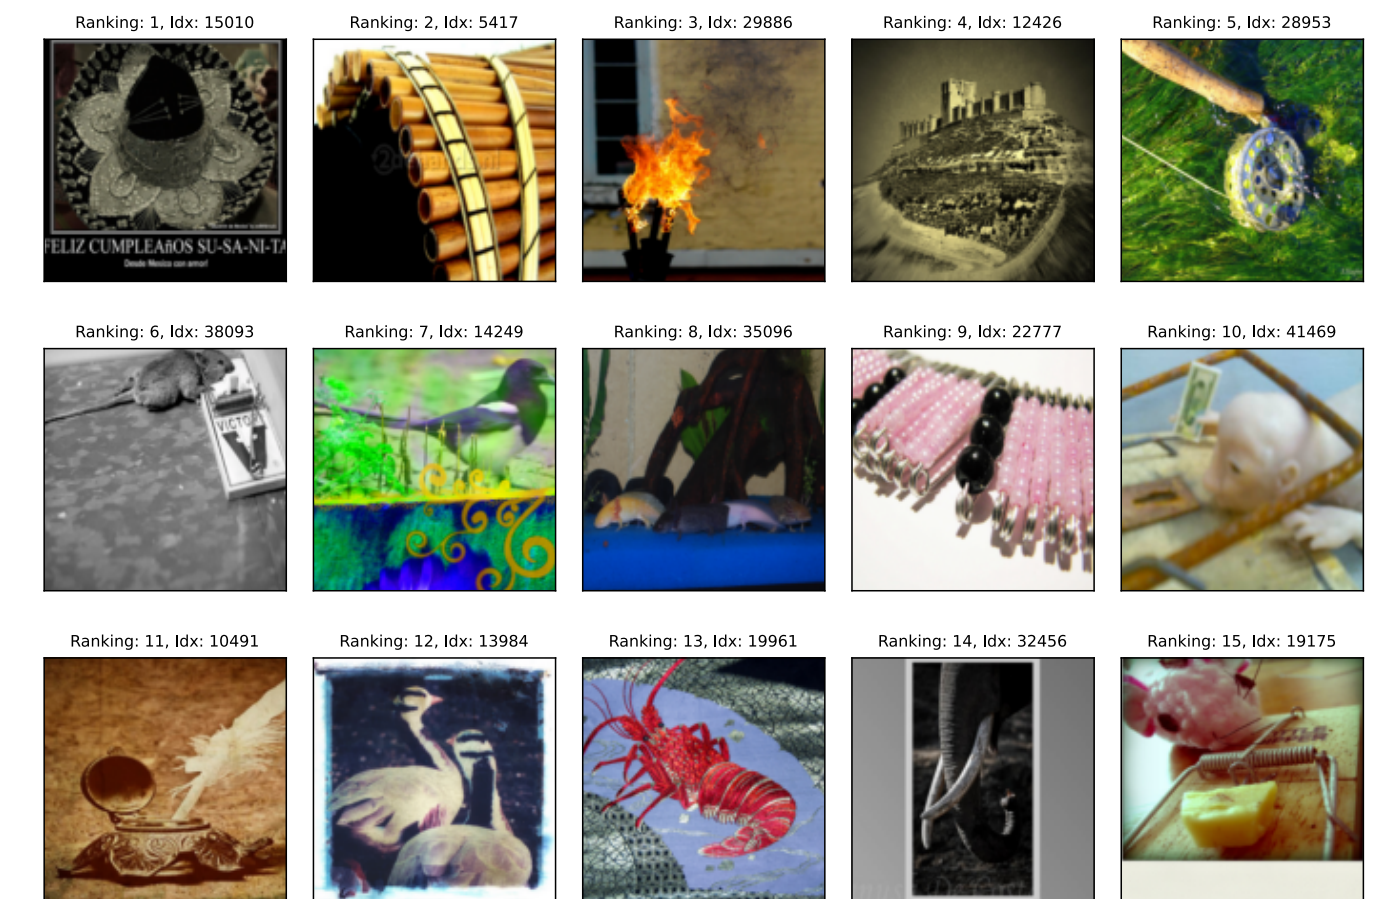 Ranking: 1, Idx: 15010
Ranking: 2, Idx: 5417
Ranking: 3, Idx: 29886
Ranking: 4, Idx: 12426
Ranking: 5, Idx: 28953
FELIZ CUMPLEAñOS SU-SA-NI-TA
Desde Mexico con amor!
Ranking: 6, Idx: 38093
Ranking: 7, Idx: 14249
Ranking: 8, Idx: 35096
Ranking: 9, Idx: 22777
Ranking: 10, Idx: 41469
VICTOR
Ranking: 11, Idx: 10491
Ranking: 12, Idx: 13984
Ranking: 13, Idx: 19961
Ranking: 14, Idx: 32456
Ranking: 15, Idx: 19175